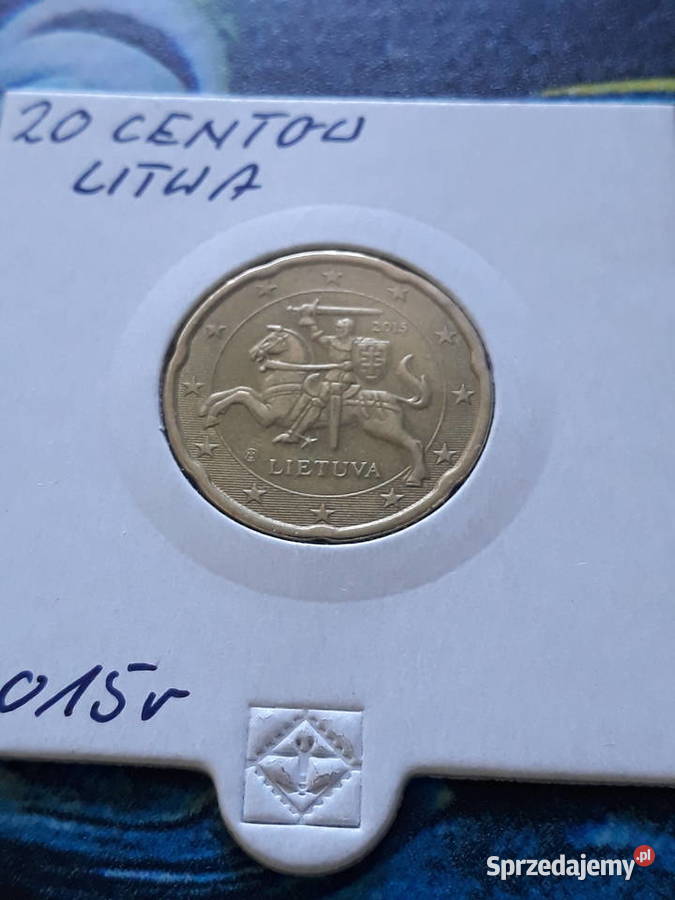 20 CENTOW
LITWA
2015
LIETUVA
015r
Sprzedajemy.pl